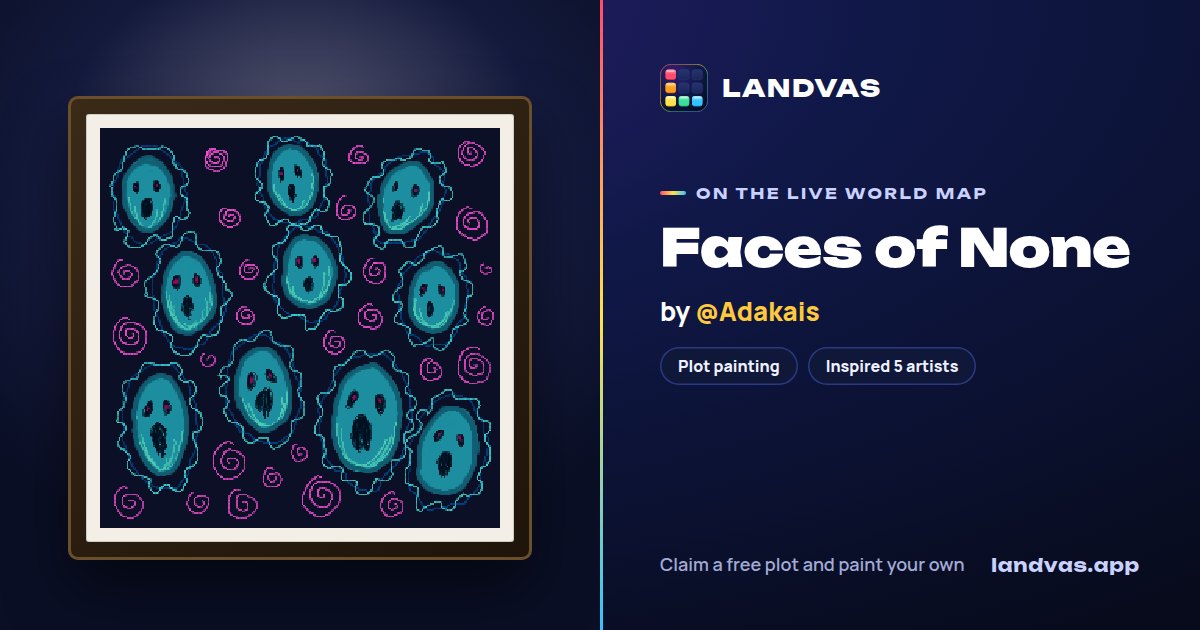 LANDVAS
ON THE LIVE WORLD MAP
Faces of None
by @Adakais
Plot painting
Inspired 5 artists
Claim a free plot and paint your own
landvas.app